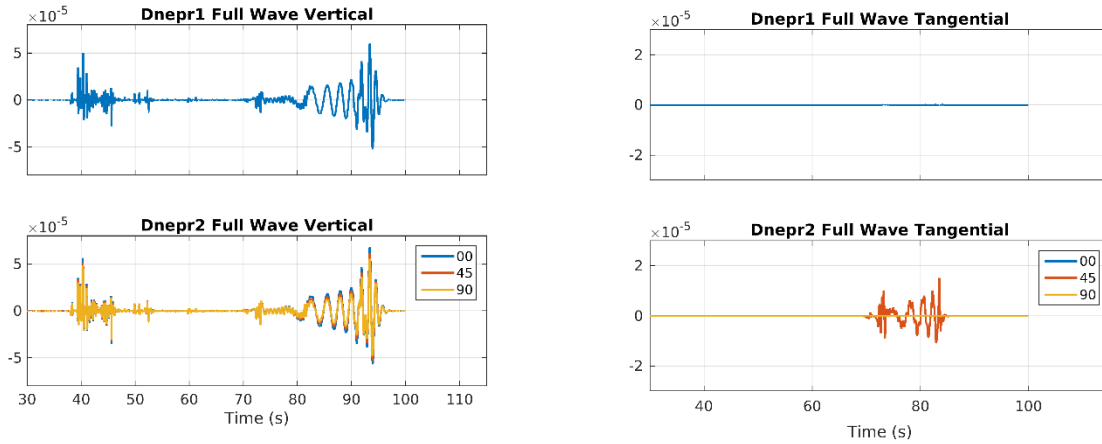 Dnepr1 Full Wave Vertical
×10-5
5
0
-5
Dnepr2 Full Wave Vertical
×10-5
5
0
-5
00
45
90
30 40 50 60 70 80 90 100 110
Time (s)
Dnepr1 Full Wave Tangential
×10-5
2
0
-2
Dnepr2 Full Wave Tangential
×10-5
2
0
-2
00
45
90
40 60 80 100
Time (s)